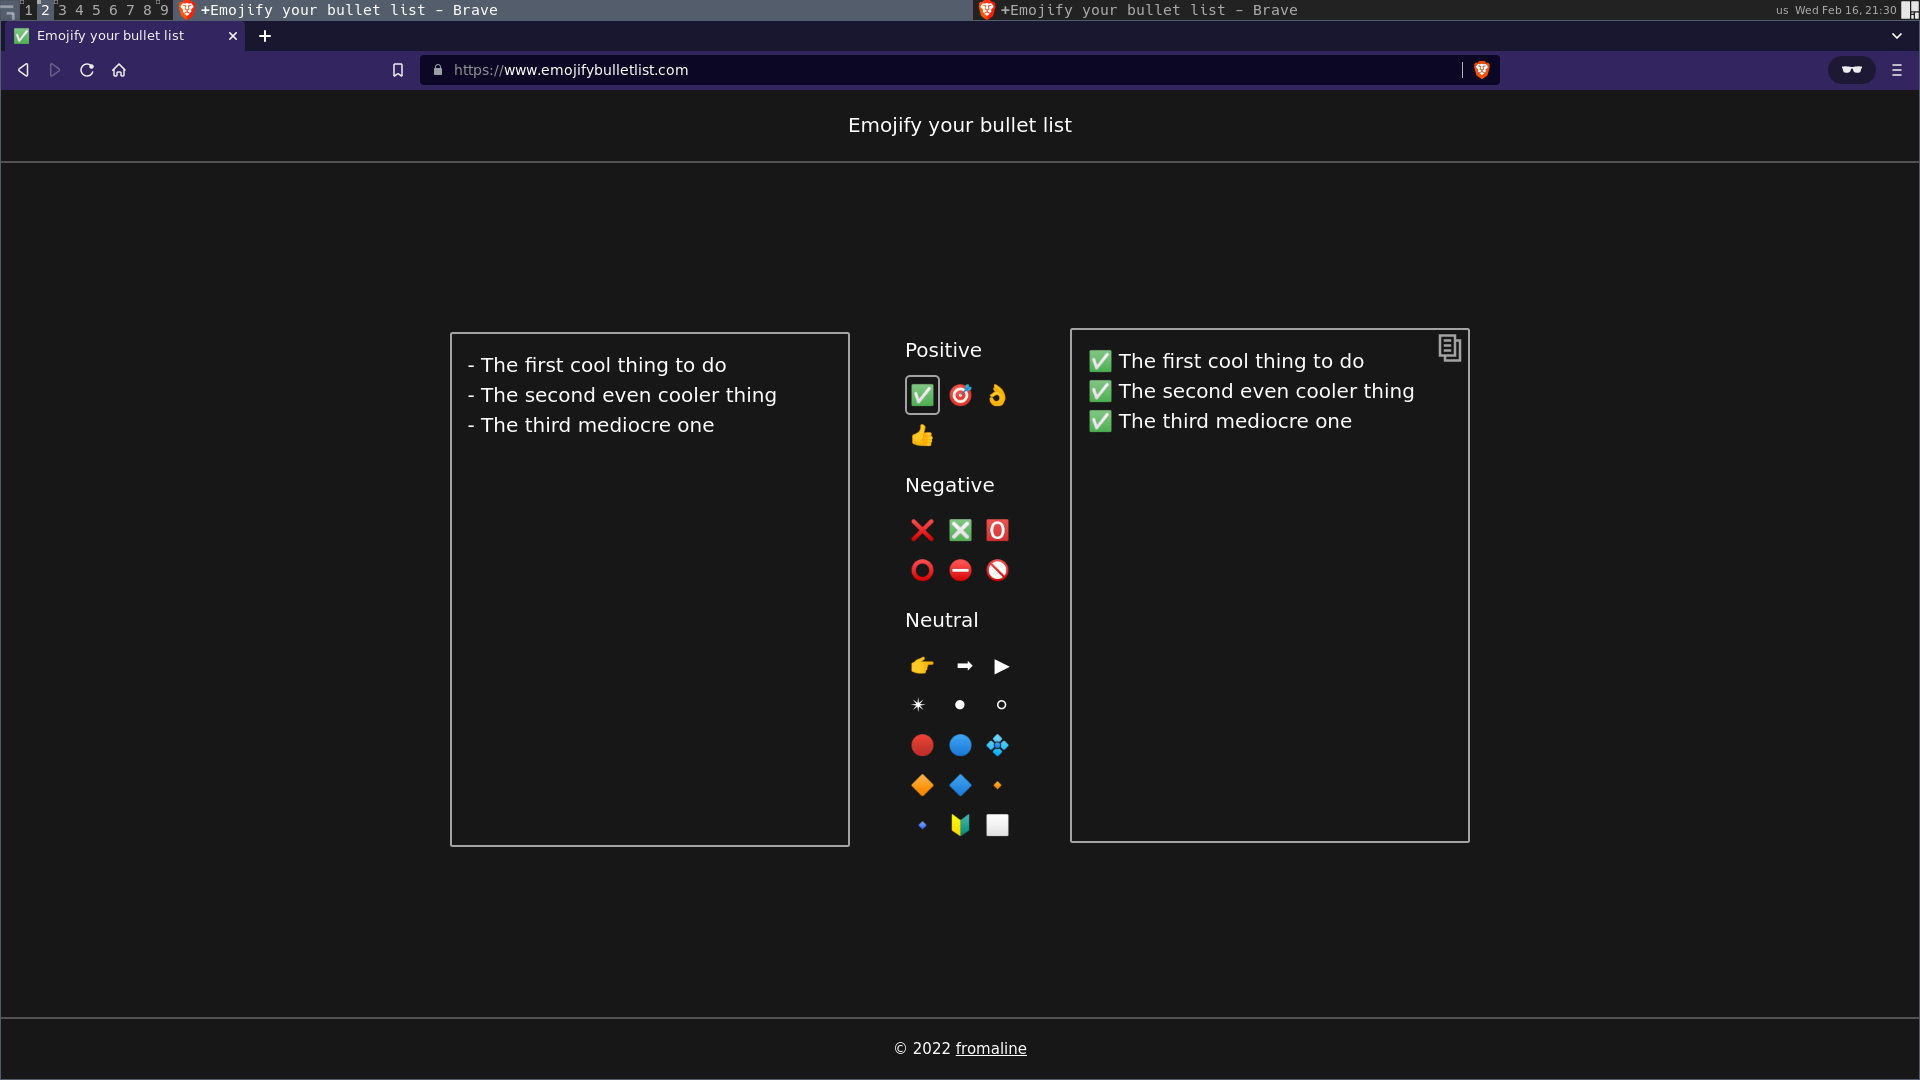 1 2 3 4 5 6 7 8 9 +Emojify your bullet list – Brave +Emojify your bullet list – Brave us Wed Feb 16, 21:30
Emojify your bullet list
https://www.emojifybulletlist.com
Emojify your bullet list
- The first cool thing to do
- The second even cooler thing
- The third mediocre one
Positive
✅ 🎯 👌
👍
Negative
❌ ❎ 🅾
⭕ ⛔ 🚫
Neutral
👉 ➡ ▶
✴ ⚫ ⚪
🔴 🔵 💠
🔶 🔷 🔸
🔹 🔰 ⬜
✅ The first cool thing to do
✅ The second even cooler thing
✅ The third mediocre one
© 2022 fromaline